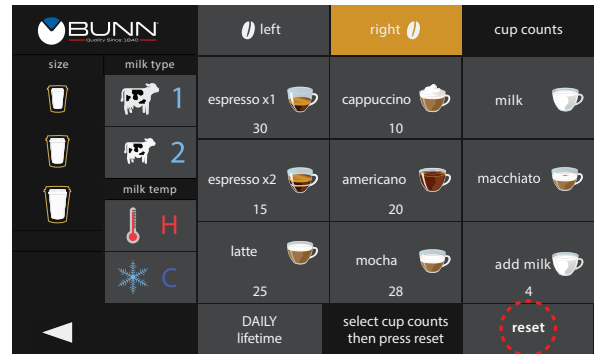 BUNN®
Quality Since 1840
left
right
cup counts
size
milk type
1
2
milk temp
H
C
espresso x1
30
cappuccino
10
milk
espresso x2
15
americano
20
macchiato
latte
25
mocha
28
add milk
4
DAILY
lifetime
select cup counts
then press reset
reset